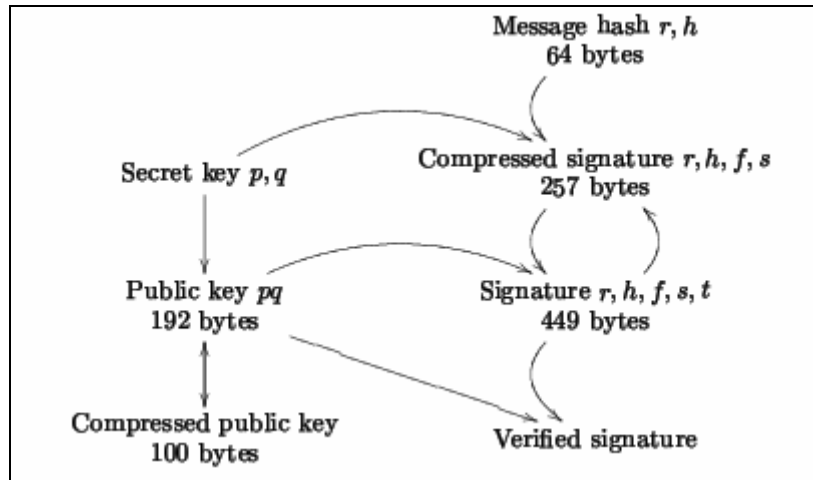 Message hash r, h
64 bytes
Compressed signature r, h, f, s
257 bytes
Secret key p, q
Public key pq
192 bytes
Signature r, h, f, s, t
449 bytes
Compressed public key
100 bytes
Verified signature